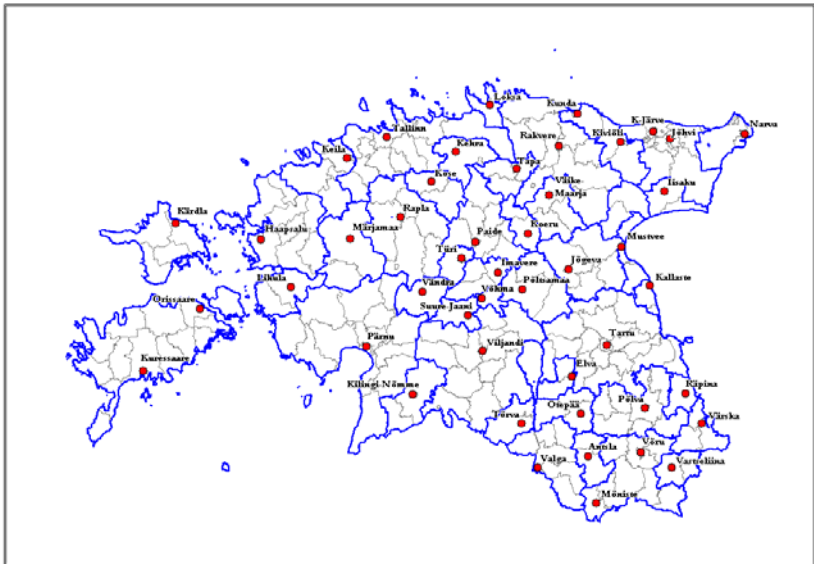 Loksa
Kunda
Tallinn
K-Järve
Jõhvi
Narva
Rakvere
Kiviõli
Kehra
Keila
Tapa
Kose
Väike
Maarja
Iisaku
Rapla
Kärdla
Haapsalu
Märjamaa
Paide
Koeru
Mustvee
Türi
Imavere
Jõgeva
Lihula
Vändra
Põltsamaa
Kallaste
Võhma
Orissaare
Suure-Jaani
Pärnu
Viljandi
Tartu
Kuressaare
Elva
Kilingi-Nõmme
Räpina
Otepää
Põlva
Tõrva
Värska
Valga
Antsla
Võru
Vastseliina
Mõniste